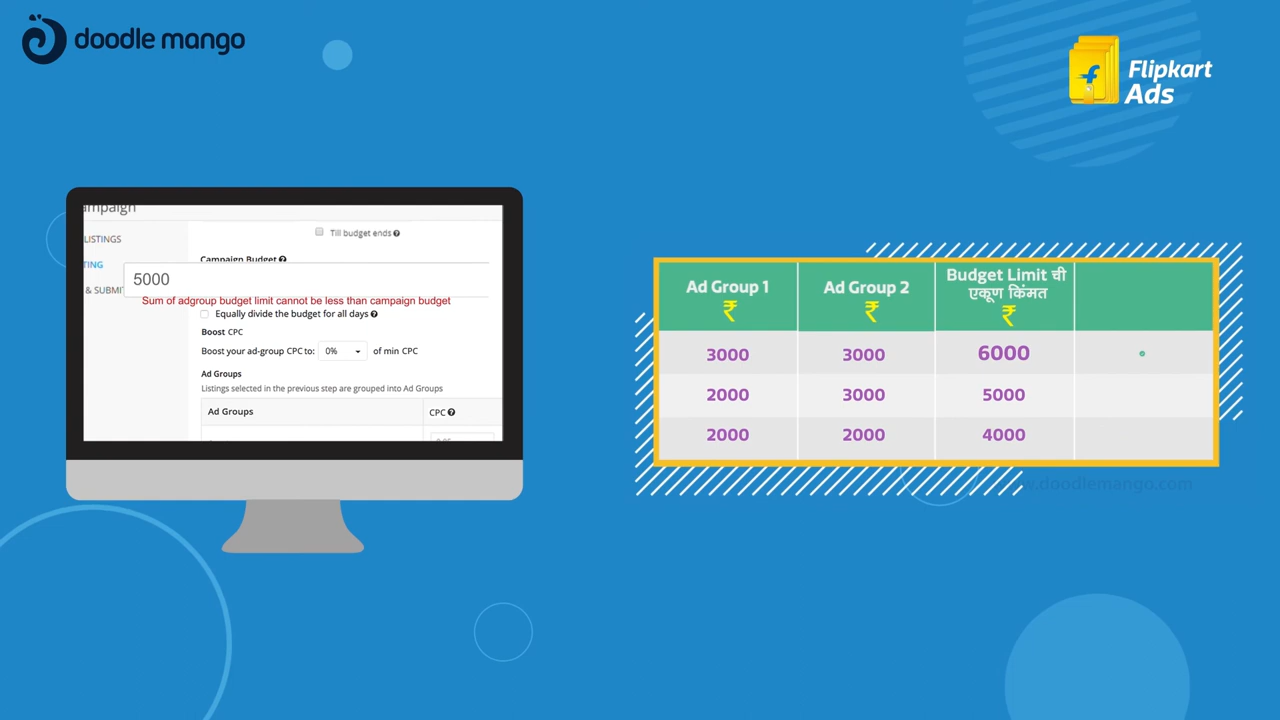 doodle mango
Flipkart
Ads
ampaign
LISTINGS
Till budget ends
TING
Campaign Budget
5000
& SUBMIT
Sum of adgroup budget limit cannot be less than campaign budget
Equally divide the budget for all days
Boost CPC
Boost your ad-group CPC to: 0% of min CPC
Ad Groups
Listings selected in the previous step are grouped into Ad Groups
Ad Groups CPC
Ad Group 1 ₹
Ad Group 2 ₹
Budget Limit ची
एकूण किंमत
₹
3000 3000 6000
2000 3000 5000
2000 2000 4000
www.doodlemango.com